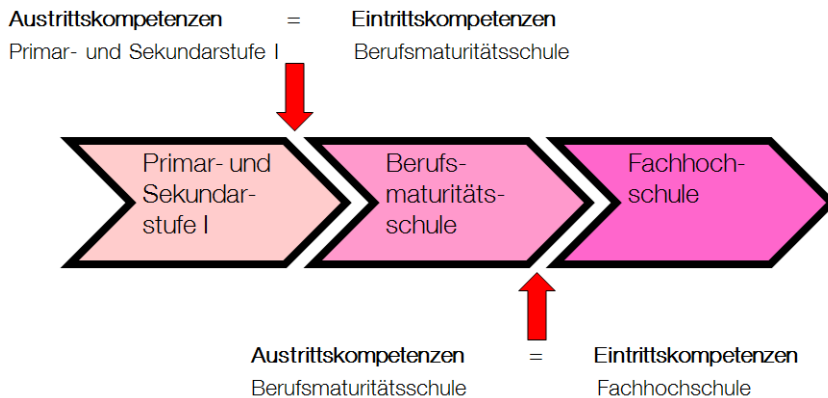 Austrittskompetenzen = Eintrittskompetenzen
Primar- und Sekundarstufe I Berufsmaturitätsschule
Primar- und
Sekundar-
stufe I
Berufs-
maturitäts-
schule
Fachhoch-
schule
Austrittskompetenzen = Eintrittskompetenzen
Berufsmaturitätsschule Fachhochschule